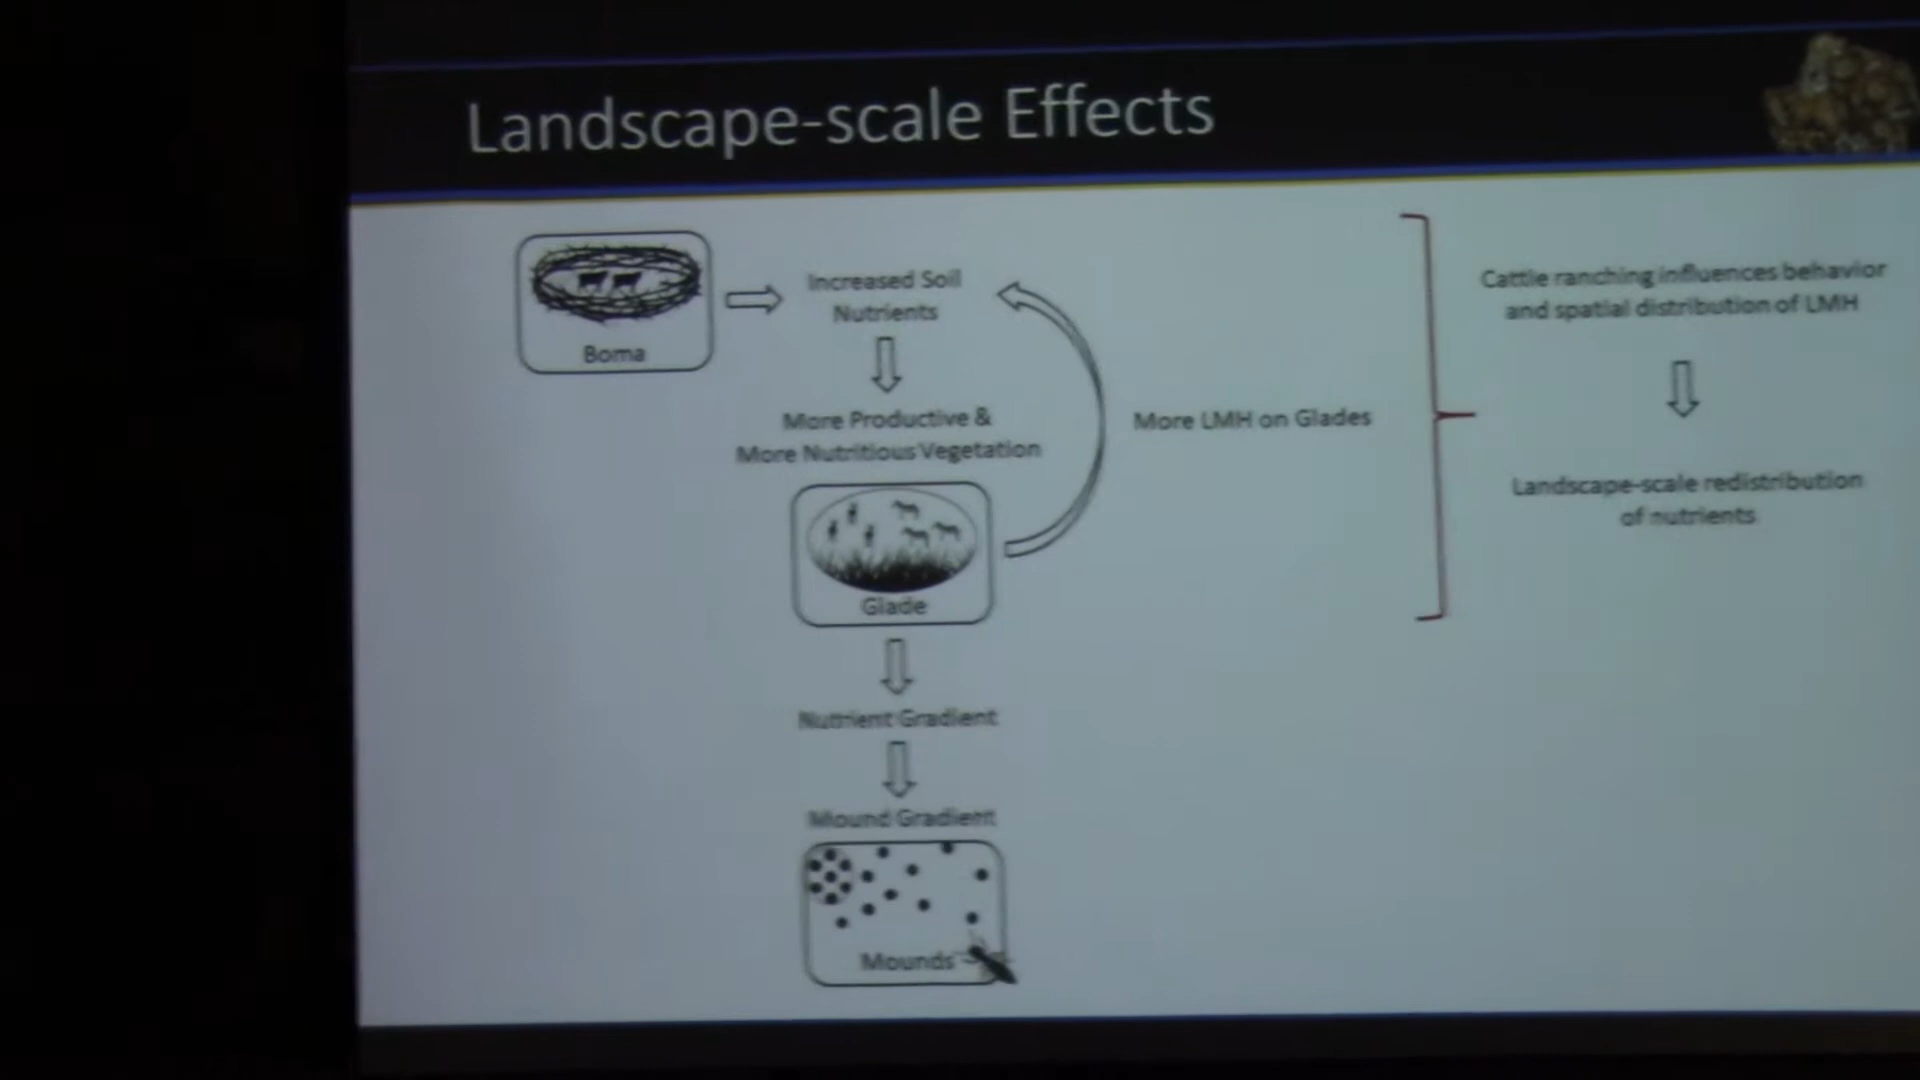 Landscape-scale Effects
Boma
Increased Soil
Nutrients
More Productive &
More Nutritious Vegetation
More LMH on Glades
Glade
Nutrient Gradient
Mound Gradient
Mounds
Cattle ranching influences behavior
and spatial distribution of LMH
Landscape-scale redistribution
of nutrients